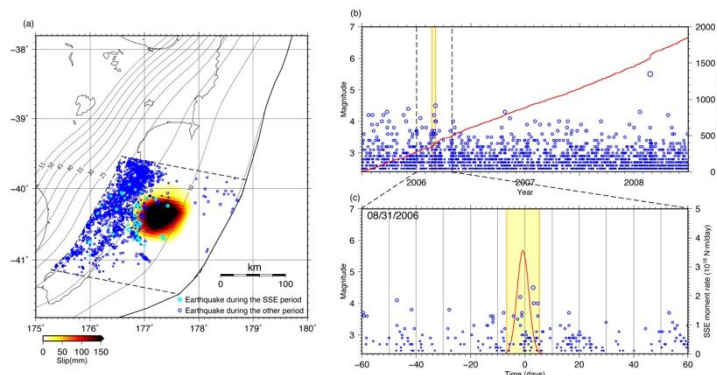 (a)
-38'
-39'
-40'
-41'
175° 176° 177° 178° 179° 180°
km
0 100
Earthquake during the SSE period
Earthquake during the other period
0 50 100 150
Slip(mm)
(b)
7
6
5
4
3
Magnitude
2000
1500
1000
500
0
2006 2007 2008
Year
(c)
08/31/2006
7
6
5
4
3
Magnitude
5
4
3
2
1
0
SSE moment rate (10¹⁶ N·m/day)
-60 -40 -20 0 20 40 60
Time (days)